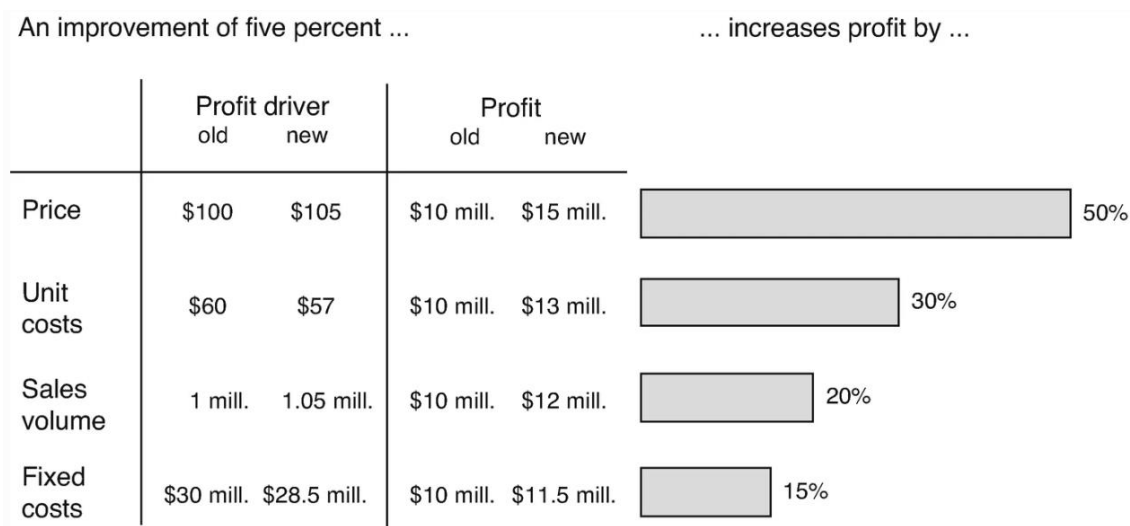 An improvement of five percent ... ... increases profit by ...
Profit driver Profit
old new old new
Price $100 $105 $10 mill. $15 mill. 50%
Unit
costs $60 $57 $10 mill. $13 mill. 30%
Sales
volume 1 mill. 1.05 mill. $10 mill. $12 mill. 20%
Fixed
costs $30 mill. $28.5 mill. $10 mill. $11.5 mill. 15%